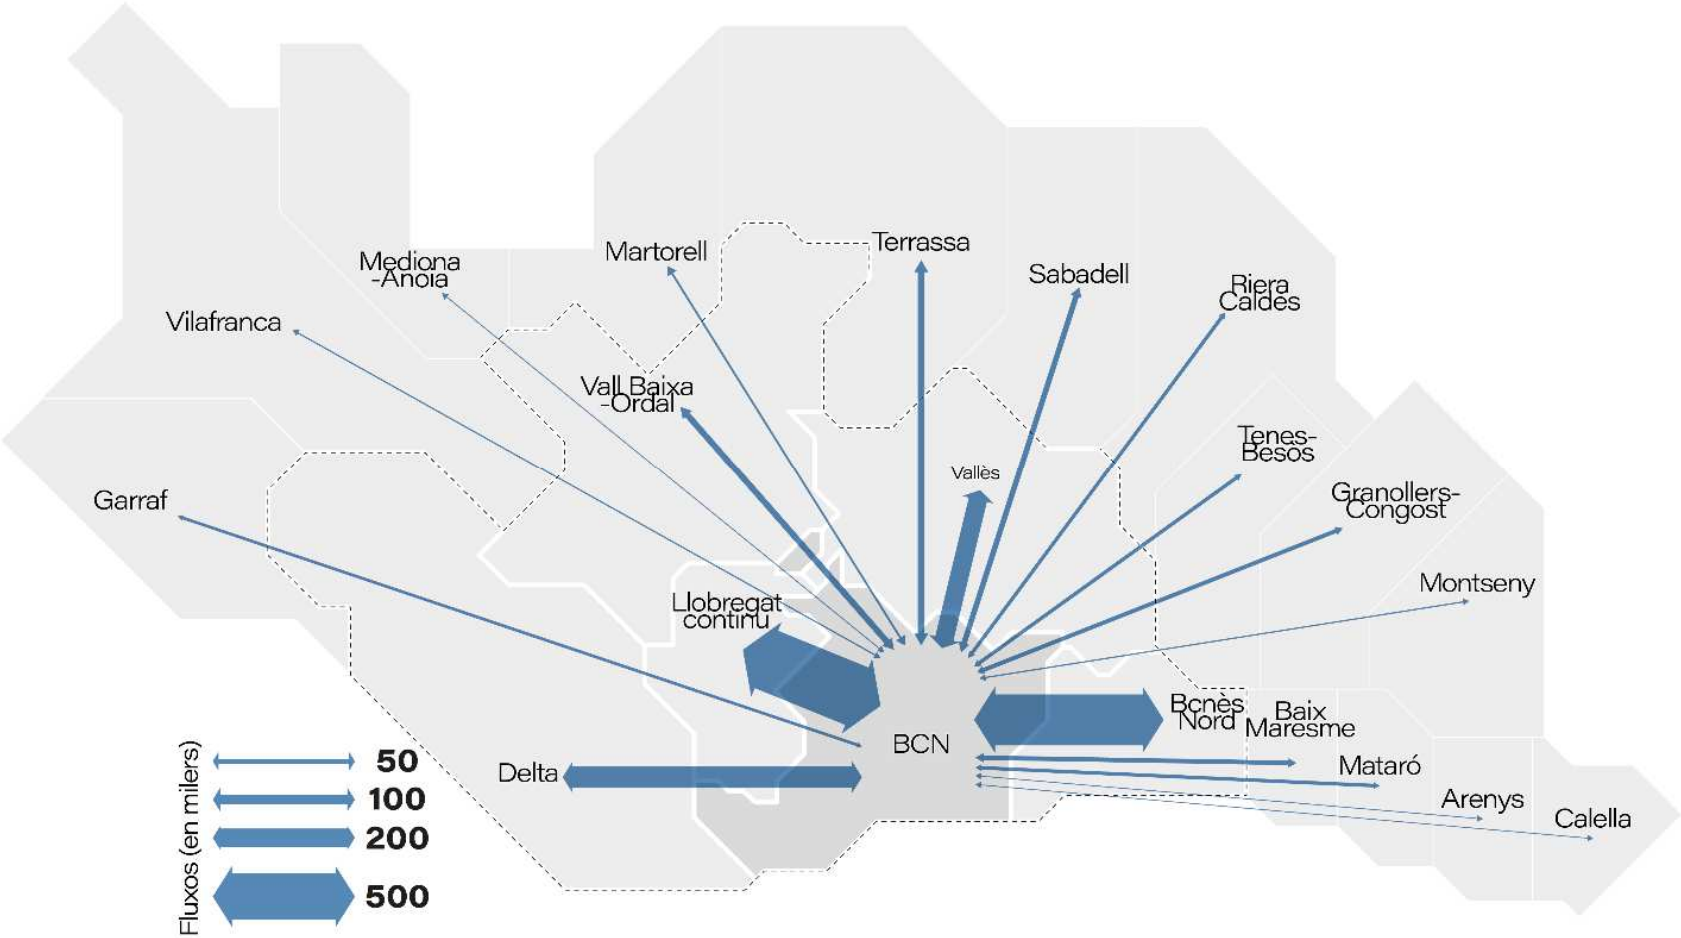 Terrassa
Martorell
Mediona
-Anoia
Sabadell
Riera
Caldes
Vilafranca
Vall Baixa
-Ordal
Tenes-
Besòs
Vallès
Granollers-
Congost
Garraf
Montseny
Llobregat
continu
Bcnès
Nord
Baix
Maresme
BCN
Mataró
Delta
Arenys
Calella
Fluxos (en milers)
50
100
200
500